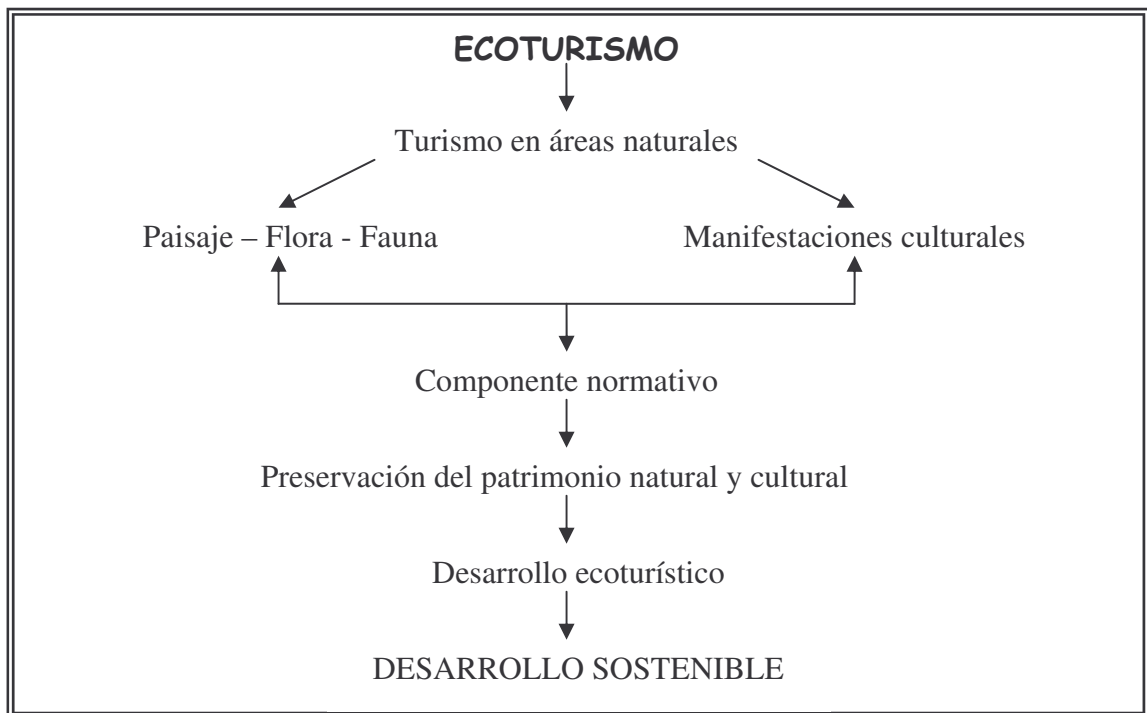 ECOTURISMO
Turismo en áreas naturales
Paisaje – Flora - Fauna
Manifestaciones culturales
Componente normativo
Preservación del patrimonio natural y cultural
Desarrollo ecoturístico
DESARROLLO SOSTENIBLE